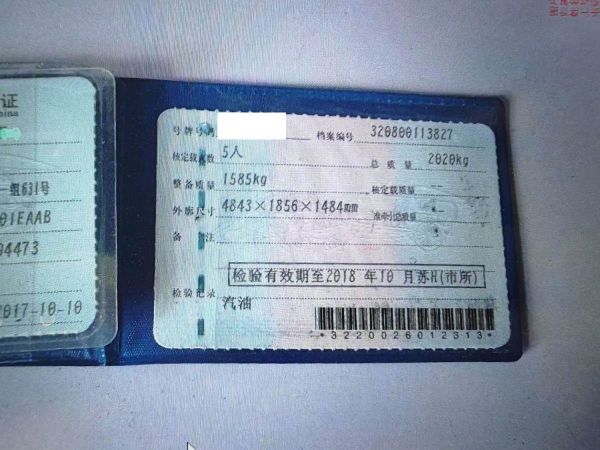 证
China
一组631号
01EAAB
04473
2017-10-10
号牌号码 档案编号 320800113827
核定载人数 5人 总质量 2020kg
整备质量 1585kg 核定载质量
外廓尺寸 4843×1856×1484mm 准牵引总质量
备注
检验有效期至2018 年10 月苏H(市所)
检验记录
汽油
*3220026012313*